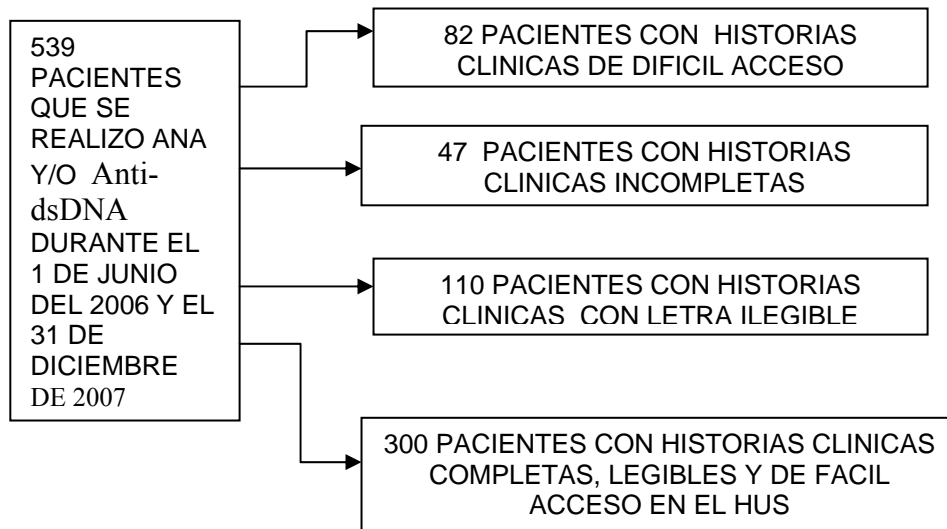 539
PACIENTES
QUE SE
REALIZO ANA
Y/O Anti-
dsDNA
DURANTE EL
1 DE JUNIO
DEL 2006 Y EL
31 DE
DICIEMBRE
DE 2007
82 PACIENTES CON HISTORIAS
CLINICAS DE DIFICIL ACCESO
47 PACIENTES CON HISTORIAS
CLINICAS INCOMPLETAS
110 PACIENTES CON HISTORIAS
CLINICAS CON LETRA ILEGIBLE
300 PACIENTES CON HISTORIAS CLINICAS
COMPLETAS, LEGIBLES Y DE FACIL
ACCESO EN EL HUS